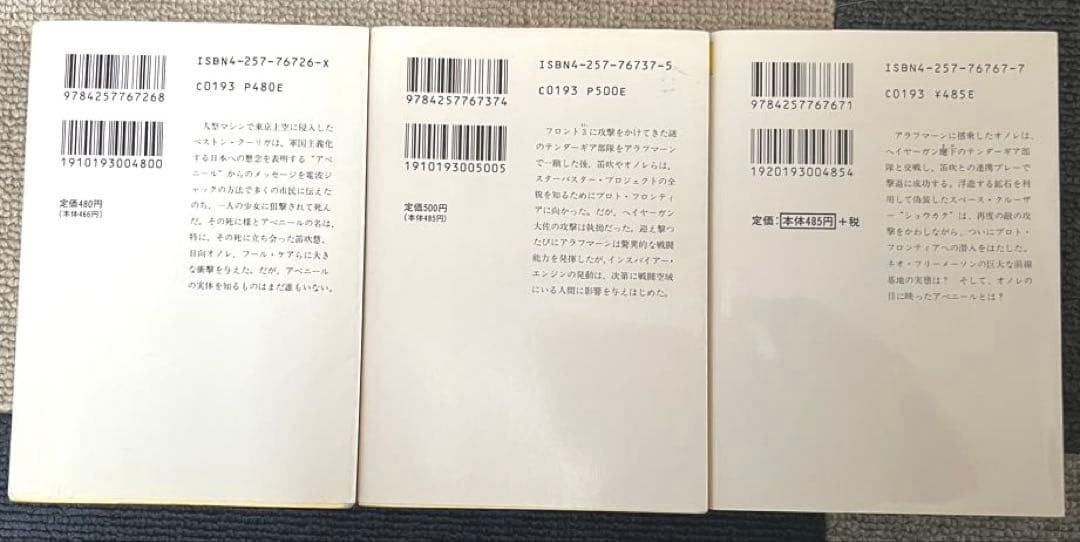 ISBN4-257-76726-X
9784257767268
C0193 P480E
1910193004800
定価480円
(本体466円)
人型マシンで東京上空に侵入した
ベストン・クーリガは、軍国主義化
する日本への懸念を表明する“アベ
ニール”からのメッセージを電波ジ
ャックの方法で多くの市民に伝えた
のち、一人の少女に狙撃されて死ん
だ。その死に様とアベニールの名は、
特に、その死に立ち会った笛吹慧、
日向オノレ、フール・ケアらに大き
な衝撃を与えた。だが、アベニール
の実体を知るものはまだ誰もいない。
ISBN4-257-76737-5
9784257767374
C0193 P500E
1910193005005
定価500円
(本体485円)
フロント3に攻撃をかけてきた謎
のテンダーギア部隊をアラフマーン
で一蹴した後、笛吹やオノレらは、
スターバスター・プロジェクトの全
貌を知るためにプロト・フロンティ
アに向かった。だが、ヘイヤーガン
大佐の攻撃は執拗だった。迎え撃つ
たびにアラフマーンは驚異的な戦闘
能力を発揮したが、インスパイアー・
エンジンの発動は、次第に戦闘空域
にいる人間に影響を与えはじめた。
ISBN4-257-76767-7
9784257767671
C0193 ¥485E
1920193004854
定価:本体485円+税
アラフマーンに搭乗したオノレは、
ヘイヤーガン麾下のテンダーギア部
隊と交戦し、笛吹との連携プレーで
撃退に成功する。浮遊する鉱石を利
用して偽装したスペース・クルーザ
ー“ショウカク”は、再度の敵の攻
撃をかわしながら、ついにプロト・
フロンティアへの潜入をはたした。
ネオ・フリーメーソンの巨大な前線
基地の実態は? そして、オノレの
目に映ったアベニールとは?